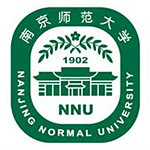 南京师范大学
1902
NNU
NANJING NORMAL UNIVERSITY